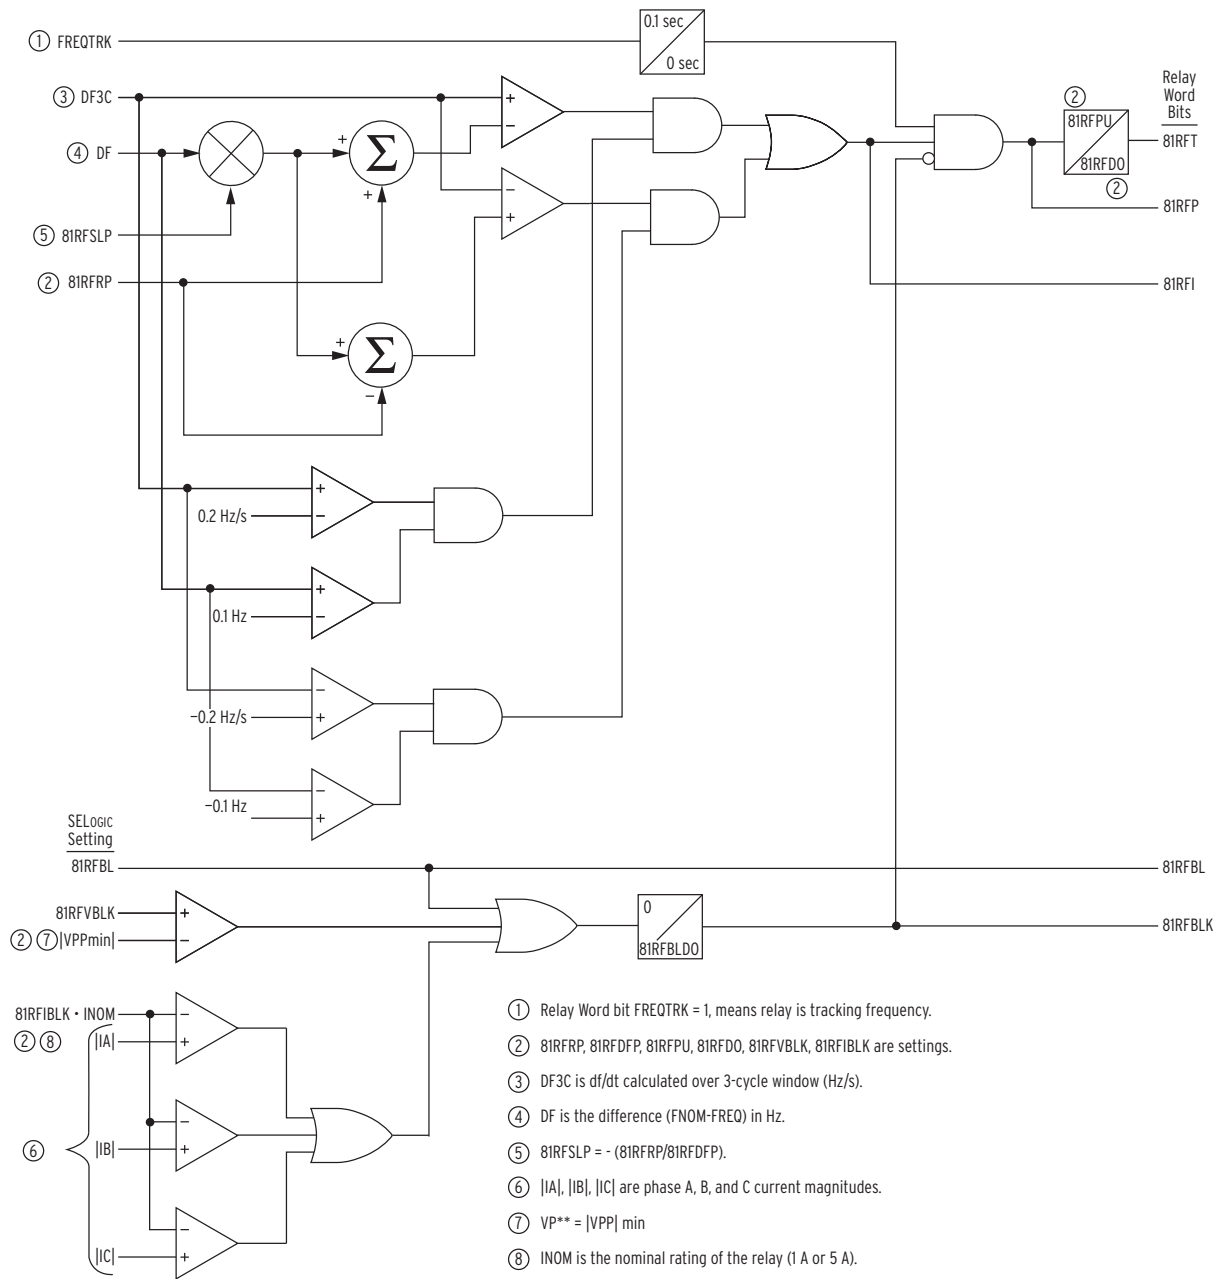 ① FREQTRK
0.1 sec
0 sec
Relay
Word
Bits
③ DF3C
+
−
②
81RFPU
81RFDO
②
81RFT
④ DF
+
Σ
+
⑤ 81RFSLP
−
+
81RFP
② 81RFRP
81RFI
+
Σ
−
+
0.2 Hz/s
−
+
0.1 Hz
−
−
−0.2 Hz/s
+
−
−0.1 Hz
+
SELOGIC
Setting
81RFBL
81RFBL
81RFVBLK
+
② ⑦ |VPPmin|
−
0
81RFBLDO
81RFBLK
81RFIBLK • INOM
−
② ⑧
|IA|
+
−
⑥
|IB|
+
−
|IC|
+
① Relay Word bit FREQTRK = 1, means relay is tracking frequency.
② 81RFRP, 81RFDFP, 81RFPU, 81RFDO, 81RFVBLK, 81RFIBLK are settings.
③ DF3C is df/dt calculated over 3-cycle window (Hz/s).
④ DF is the difference (FNOM-FREQ) in Hz.
⑤ 81RFSLP = - (81RFRP/81RFDFP).
⑥ |IA|, |IB|, |IC| are phase A, B, and C current magnitudes.
⑦ VP** = |VPP| min
⑧ INOM is the nominal rating of the relay (1 A or 5 A).